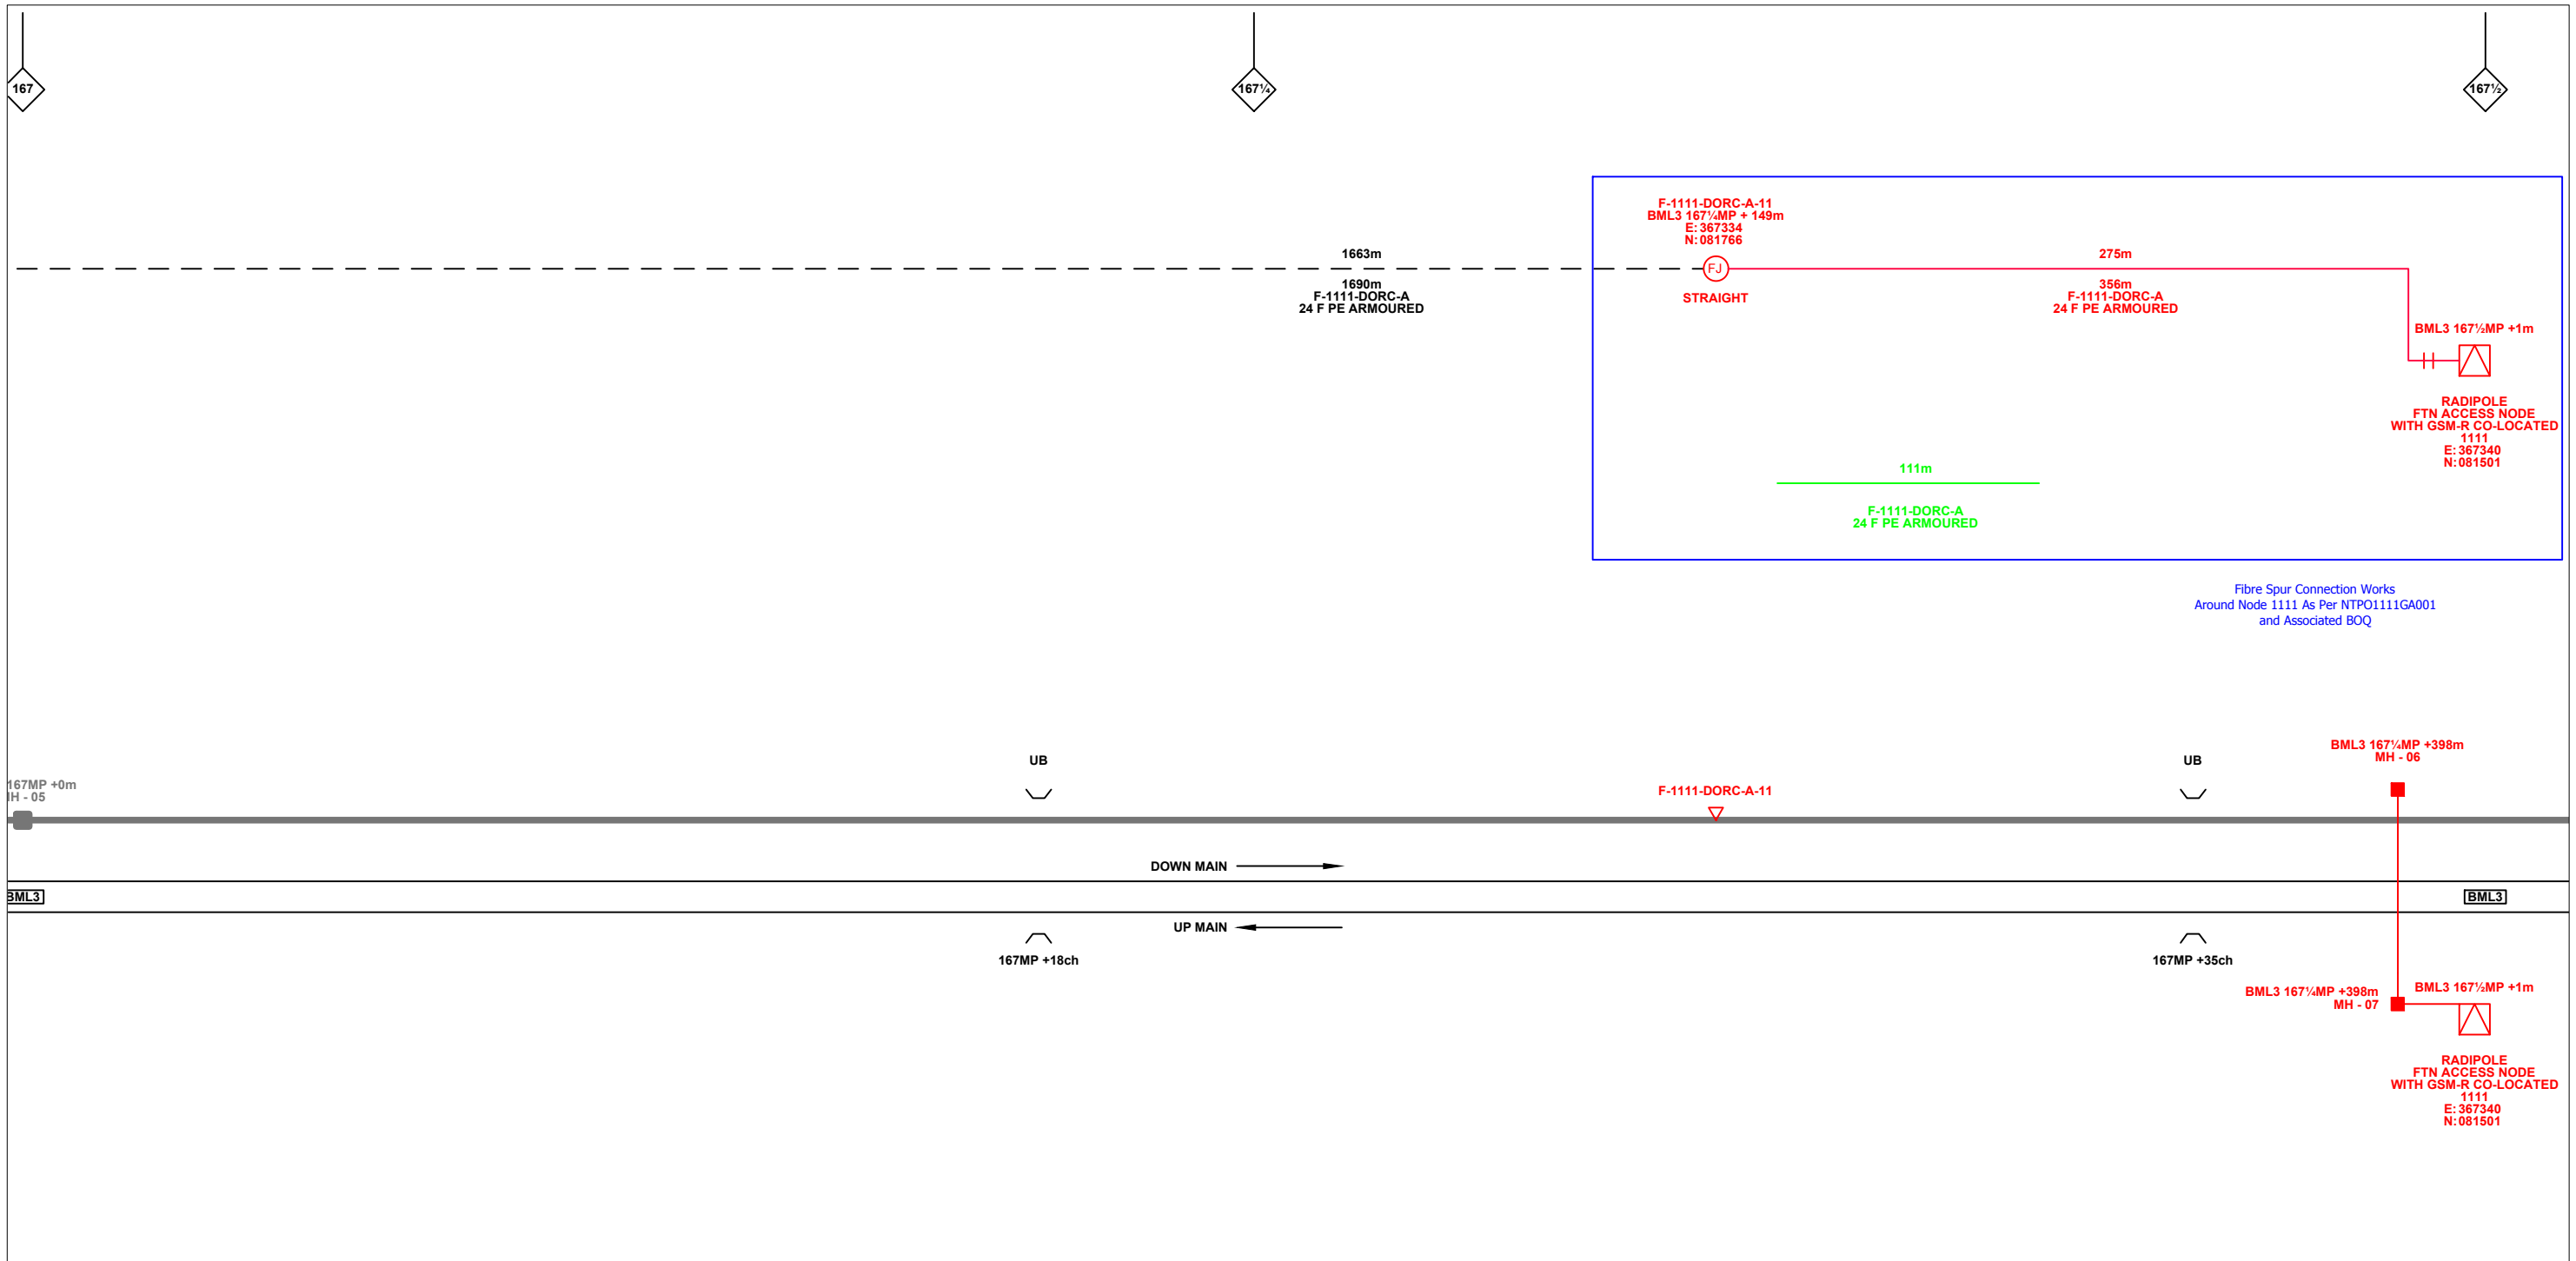 167
167¼
167½
F-1111-DORC-A-11
BML3 167¼MP + 149m
E: 367334
N: 081766
1663m
FJ
275m
1690m
F-1111-DORC-A
24 F PE ARMOURED
STRAIGHT
356m
F-1111-DORC-A
24 F PE ARMOURED
BML3 167½MP +1m
RADIPOLE
FTN ACCESS NODE
WITH GSM-R CO-LOCATED
1111
E: 367340
N: 081501
111m
F-1111-DORC-A
24 F PE ARMOURED
Fibre Spur Connection Works
Around Node 1111 As Per NTPO1111GA001
and Associated BOQ
UB
UB
BML3 167¼MP +398m
MH - 06
167MP +0m
H - 05
F-1111-DORC-A-11
DOWN MAIN
BML3
BML3
UP MAIN
167MP +18ch
167MP +35ch
BML3 167¼MP +398m
MH - 07
BML3 167½MP +1m
RADIPOLE
FTN ACCESS NODE
WITH GSM-R CO-LOCATED
1111
E: 367340
N: 081501